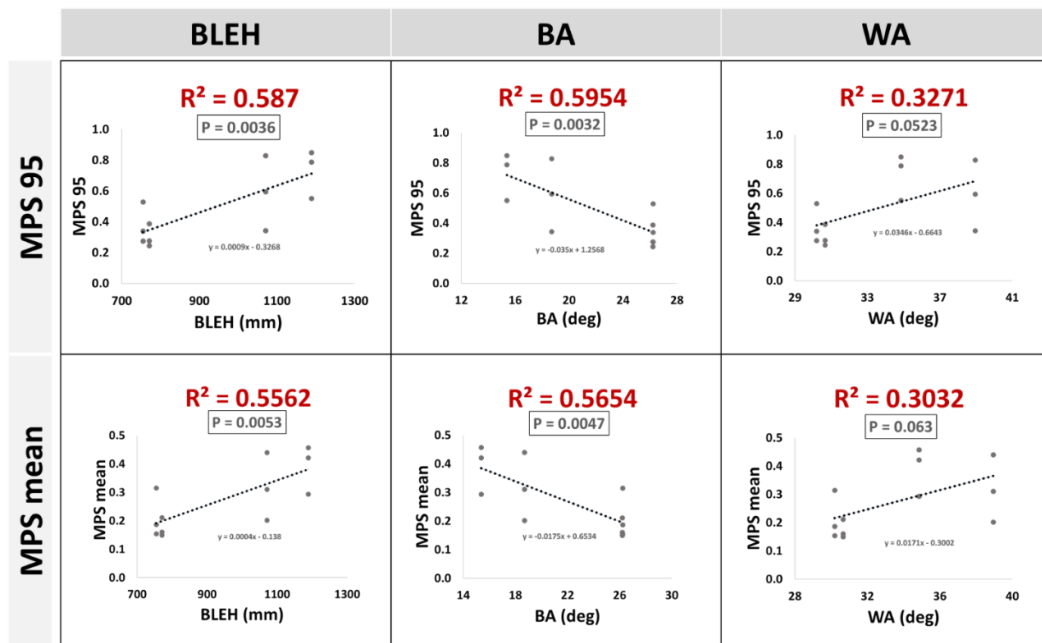 BLEH BA WA
MPS 95
R² = 0.587
P = 0.0036
MPS 95
1.0
0.8
0.6
0.4
0.2
0.0
y = 0.0009x - 0.3268
700 900 1100 1300
BLEH (mm)
R² = 0.5954
P = 0.0032
MPS 95
1.0
0.8
0.6
0.4
0.2
0.0
y = -0.035x + 1.2568
12 16 20 24 28
BA (deg)
R² = 0.3271
P = 0.0523
MPS 95
1.0
0.8
0.6
0.4
0.2
0.0
y = 0.0346x - 0.6643
29 33 37 41
WA (deg)
MPS mean
R² = 0.5562
P = 0.0053
MPS mean
0.5
0.4
0.3
0.2
0.1
0.0
y = 0.0004x - 0.138
700 900 1100 1300
BLEH (mm)
R² = 0.5654
P = 0.0047
MPS mean
0.5
0.4
0.3
0.2
0.1
0.0
y = -0.0175x + 0.6534
14 18 22 26 30
BA (deg)
R² = 0.3032
P = 0.063
MPS mean
0.5
0.4
0.3
0.2
0.1
0.0
y = 0.0171x - 0.3002
28 32 36 40
WA (deg)